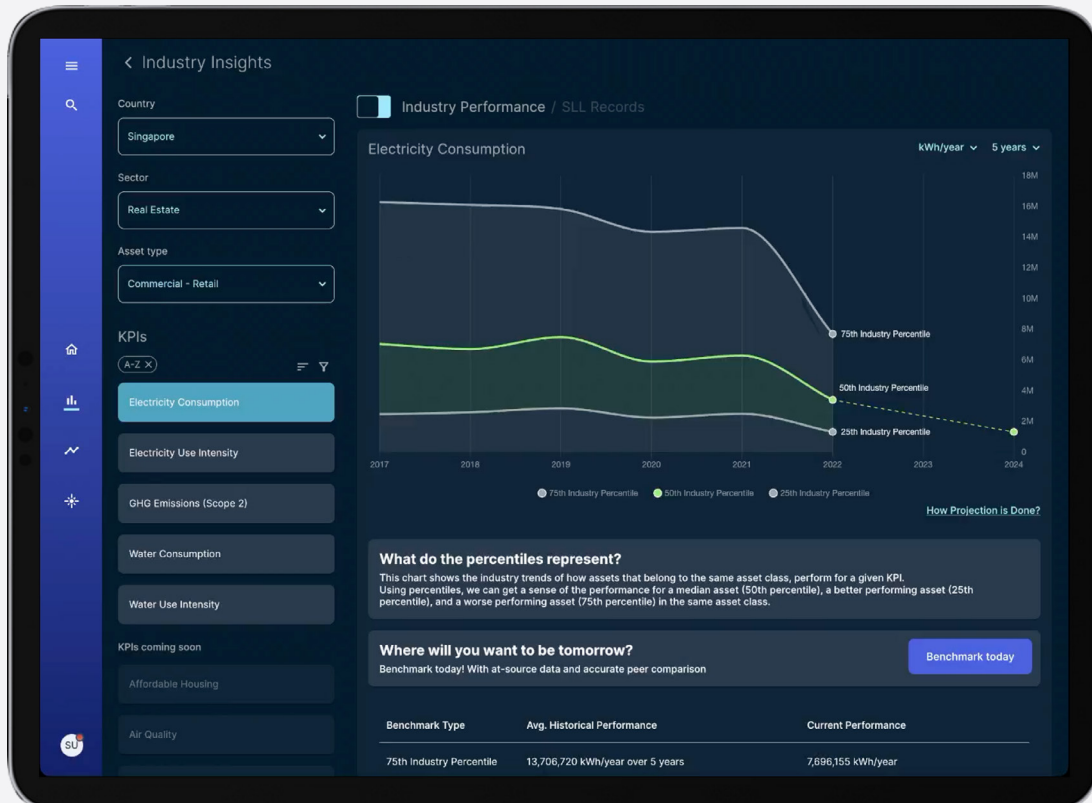 Industry Insights
Country
Singapore
Sector
Real Estate
Asset type
Commercial - Retail
KPIs
A-Z
Electricity Consumption
Electricity Use Intensity
GHG Emissions (Scope 2)
Water Consumption
Water Use Intensity
KPIs coming soon
Affordable Housing
Air Quality
SU
Industry Performance / SLL Records
Electricity Consumption
kWh/year
5 years
18M
16M
14M
12M
10M
8M
6M
4M
2M
0
75th Industry Percentile
50th Industry Percentile
25th Industry Percentile
2017 2018 2019 2020 2021 2022 2023 2024
75th Industry Percentile 50th Industry Percentile 25th Industry Percentile
How Projection is Done?
What do the percentiles represent?
This chart shows the industry trends of how assets that belong to the same asset class, perform for a given KPI.
Using percentiles, we can get a sense of the performance for a median asset (50th percentile), a better performing asset (25th
percentile), and a worse performing asset (75th percentile) in the same asset class.
Where will you want to be tomorrow?
Benchmark today! With at-source data and accurate peer comparison
Benchmark today
Benchmark Type Avg. Historical Performance Current Performance
75th Industry Percentile 13,706,720 kWh/year over 5 years 7,696,155 kWh/year